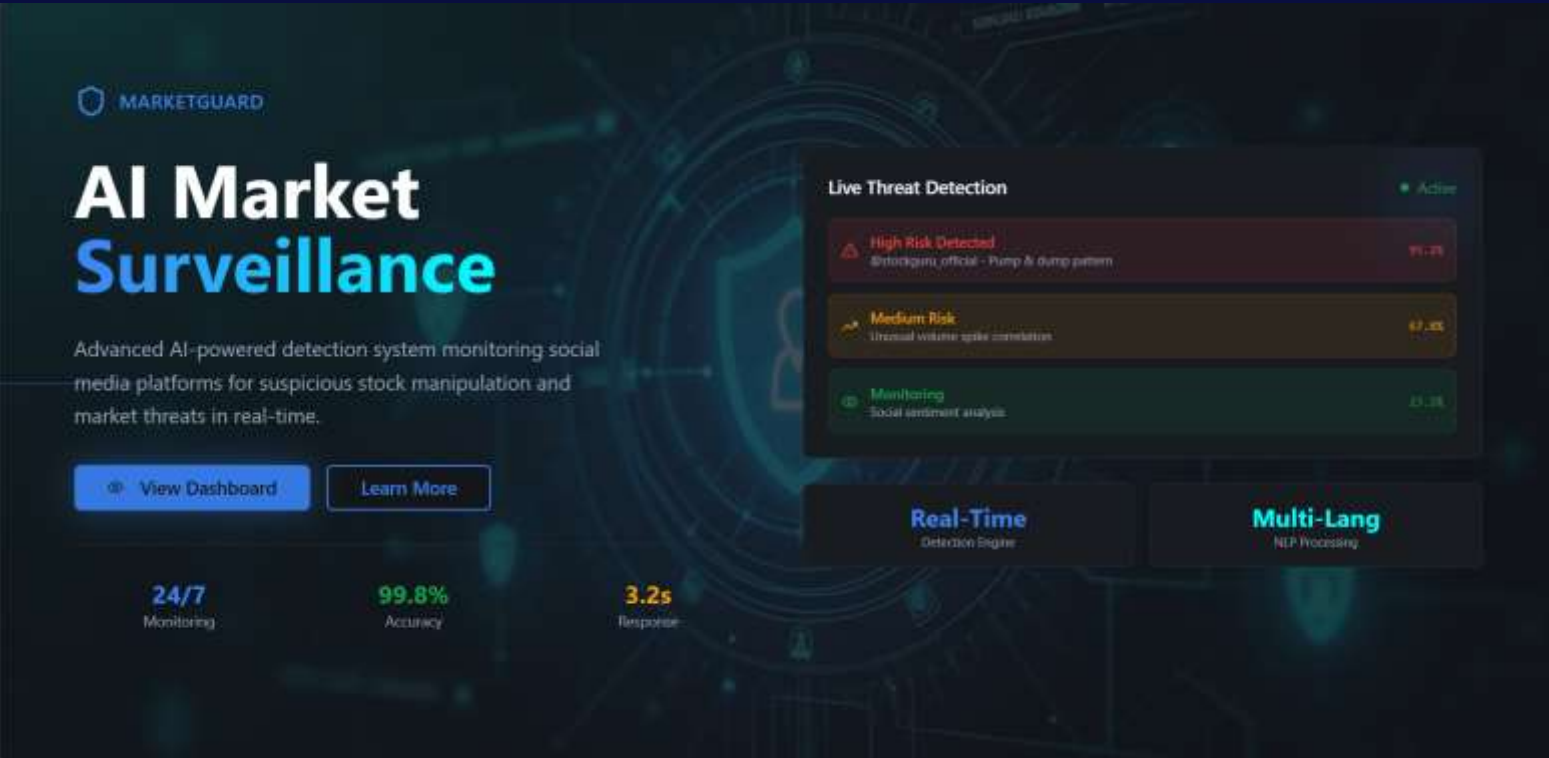 MARKETGUARD
AI Market
Surveillance
Advanced AI-powered detection system monitoring social
media platforms for suspicious stock manipulation and
market threats in real-time.
View Dashboard
Learn More
24/7
Monitoring
99.8%
Accuracy
3.2s
Response
Live Threat Detection
Active
High Risk Detected
@stockguru_official - Pump & dump pattern
Medium Risk
Unusual volume spike correlation
Monitoring
Social sentiment analysis
Real-Time
Detection Engine
Multi-Lang
NLP Processing